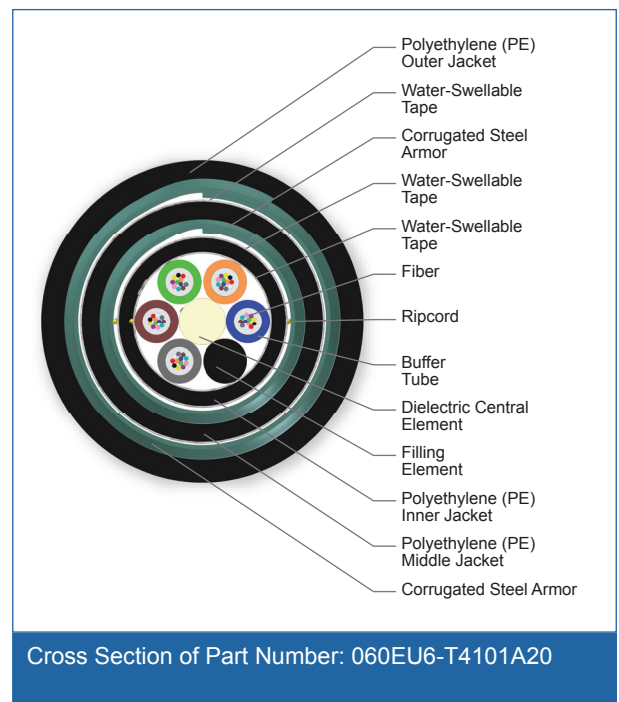 Polyethylene (PE)
Outer Jacket
Water-Swellable
Tape
Corrugated Steel
Armor
Water-Swellable
Tape
Water-Swellable
Tape
Fiber
Ripcord
Buffer
Tube
Dielectric Central
Element
Filling
Element
Polyethylene (PE)
Inner Jacket
Polyethylene (PE)
Middle Jacket
Corrugated Steel Armor
Cross Section of Part Number: 060EU6-T4101A20